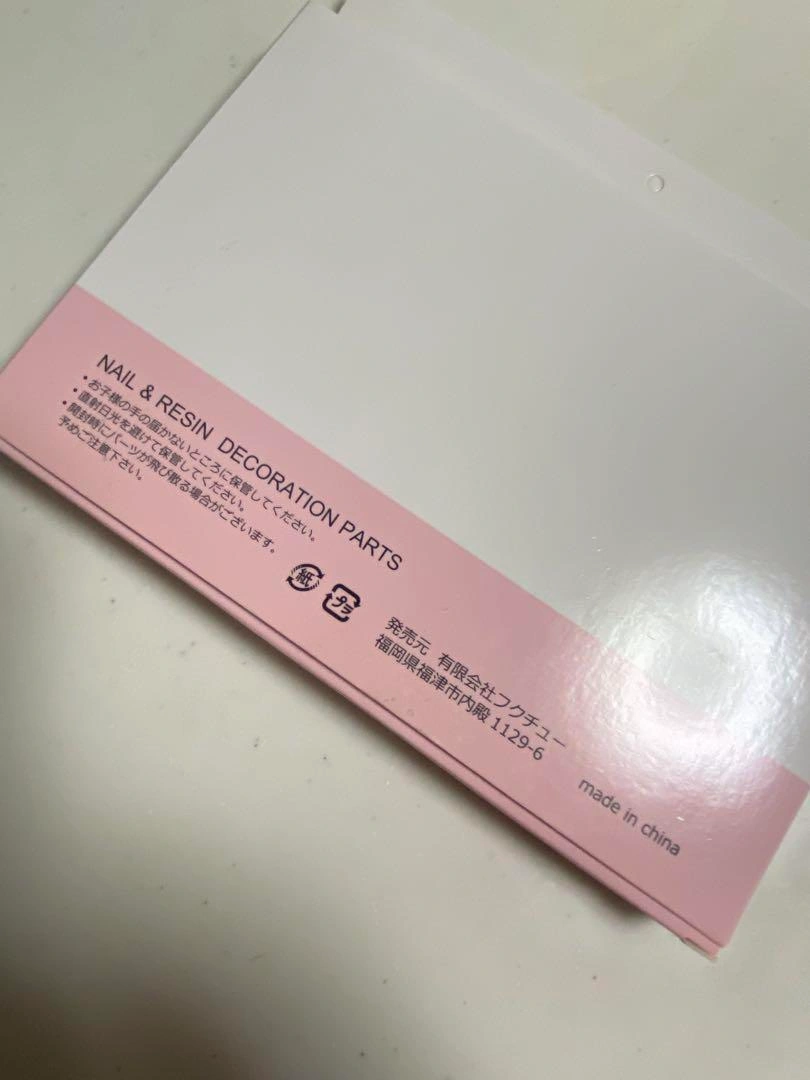 NAIL & RESIN DECORATION PARTS
・お子様の手の届かないところに保管してください。
・直射日光を避けて保管してください。
・開封時にパーツが飛び散る場合がございます。
予めご注意下さい。
紙
プラ
発売元 有限会社フクチュー
福岡県福津市内殿 1129-6
made in china